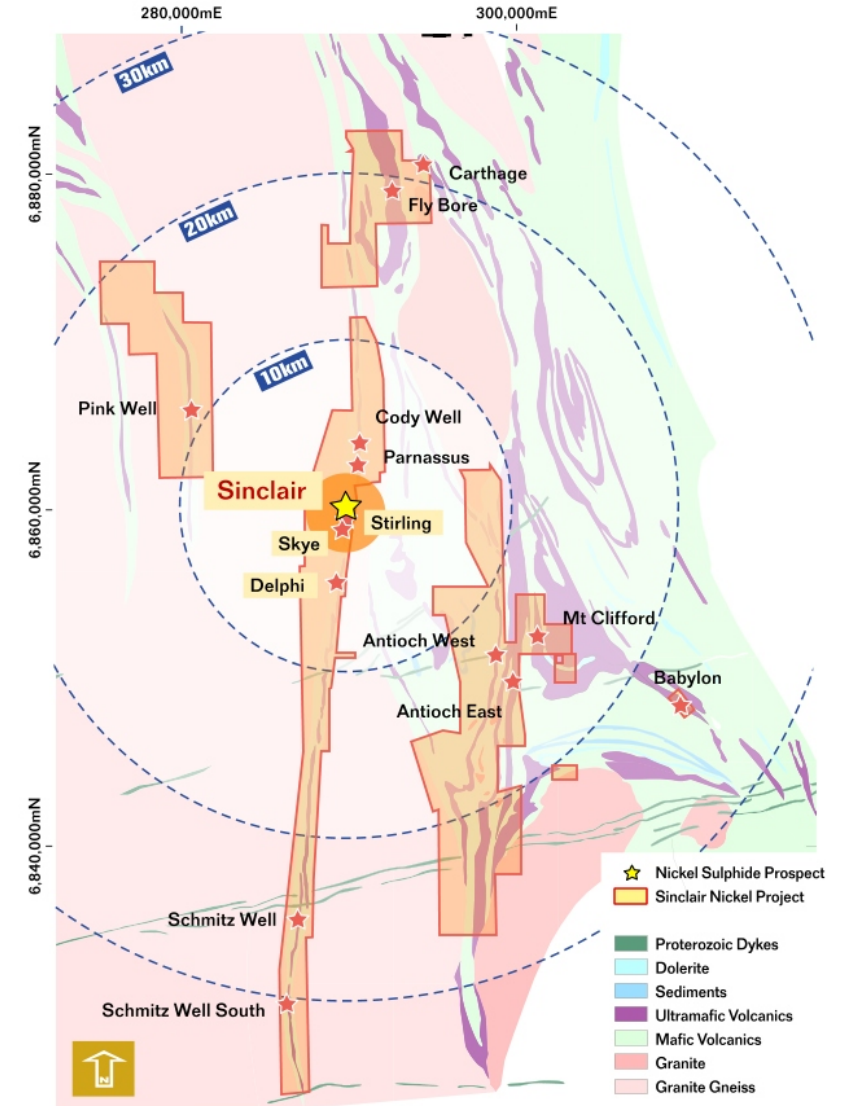 280,000mE
300,000mE
30km
6,880,000mN
Carthage
Fly Bore
20km
10km
Pink Well
Cody Well
Parnassus
Sinclair
6,860,000mN
Stirling
Skye
Delphi
Mt Clifford
Antioch West
Babylon
Antioch East
6,840,000mN
Nickel Sulphide Prospect
Sinclair Nickel Project
Schmitz Well
Proterozoic Dykes
Dolerite
Sediments
Schmitz Well South
Ultramafic Volcanics
Mafic Volcanics
Granite
Granite Gneiss
N